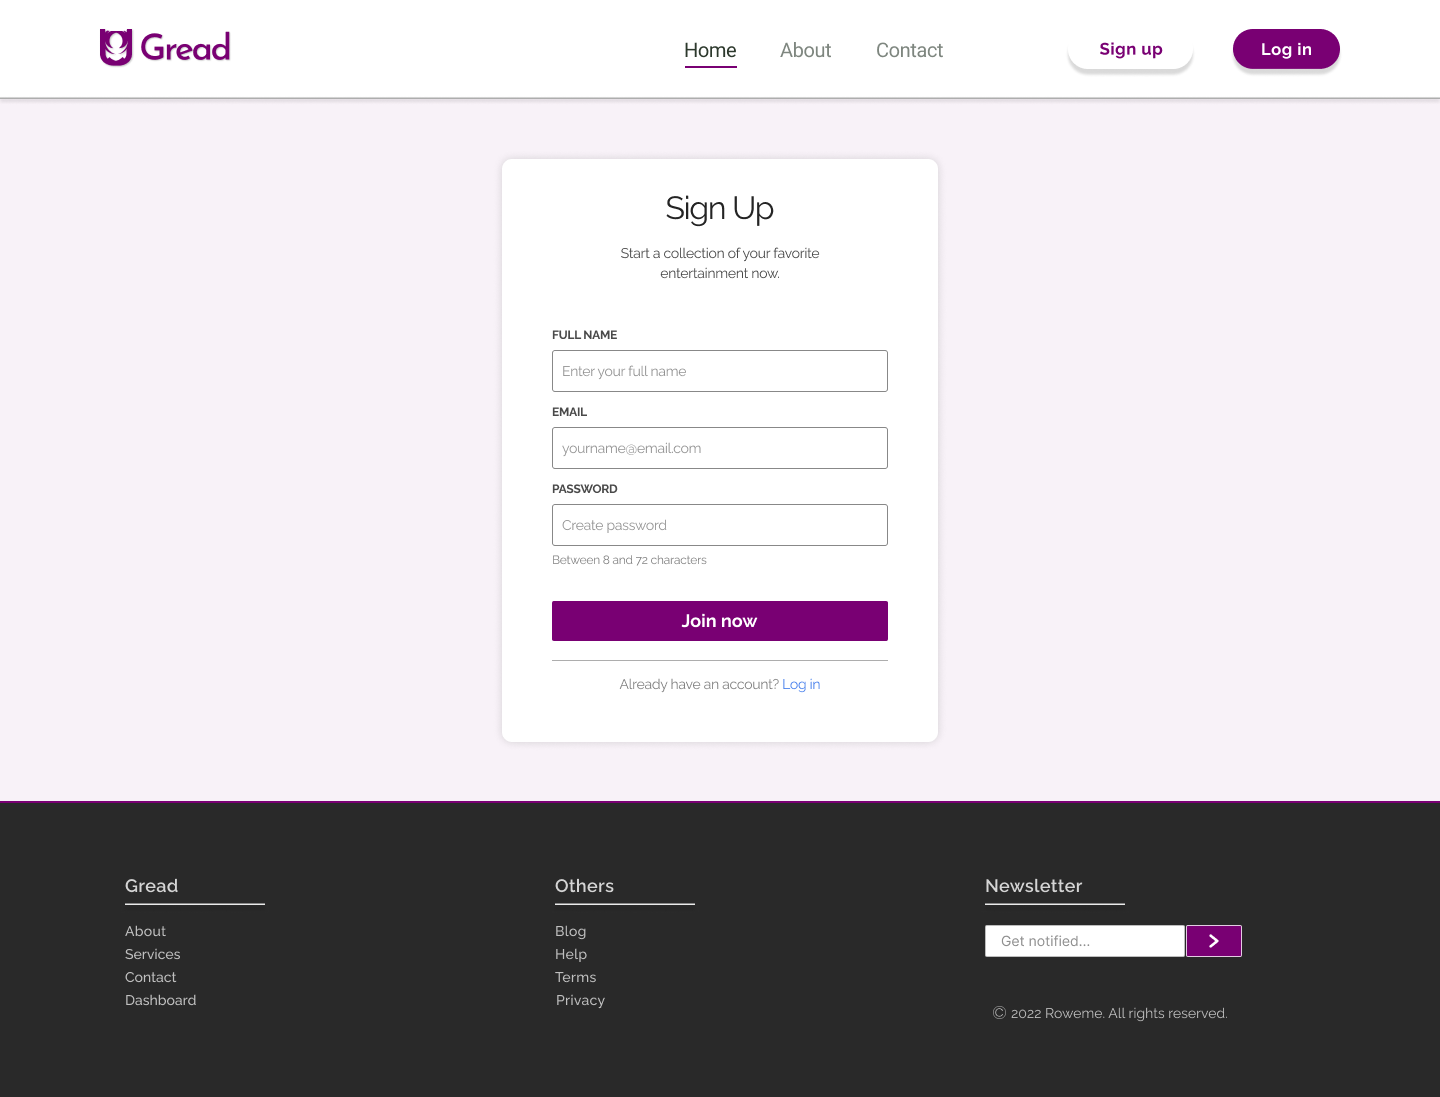 Gread
Home About Contact Sign up Log in
Sign Up
Start a collection of your favorite
entertainment now.
FULL NAME
Enter your full name
EMAIL
yourname@email.com
PASSWORD
Create password
Between 8 and 72 characters
Join now
Already have an account? Log in
Gread
About
Services
Contact
Dashboard
Others
Blog
Help
Terms
Privacy
Newsletter
Get notified...
© 2022 Roweme. All rights reserved.